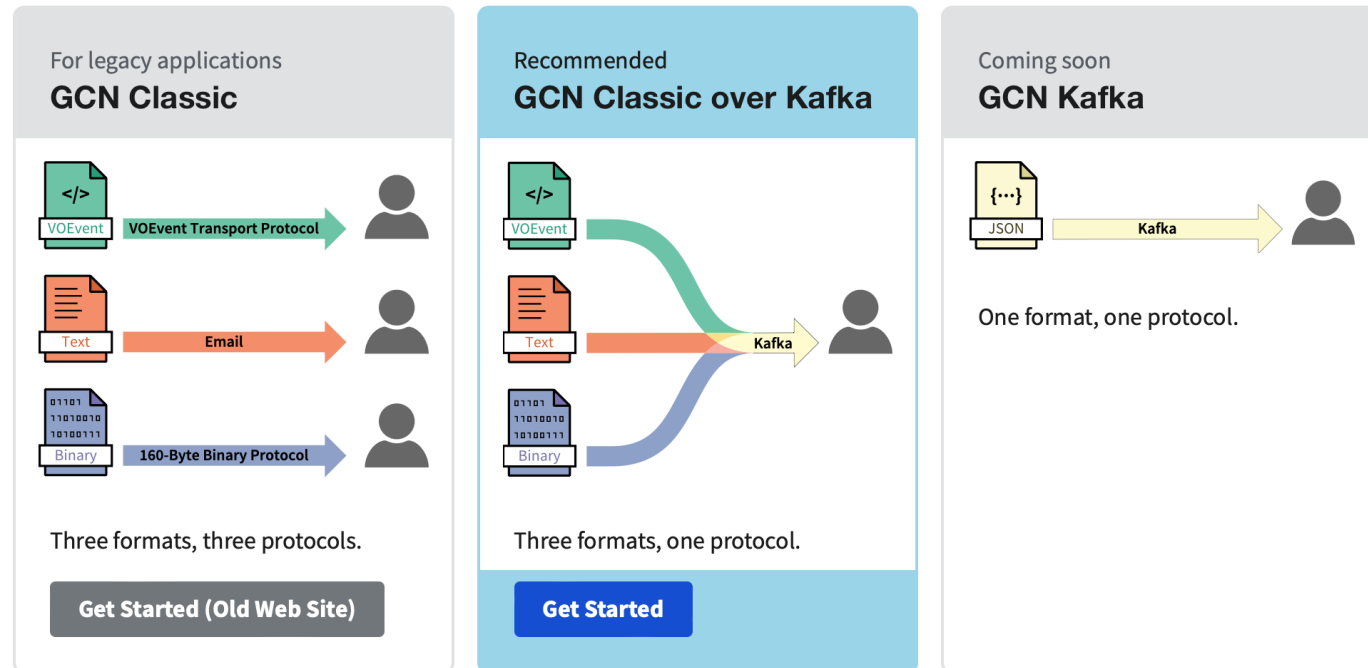 For legacy applications
GCN Classic
</>
VOEvent
VOEvent Transport Protocol
Text
Email
01101
11010010
10100111
Binary
160-Byte Binary Protocol
Three formats, three protocols.
Get Started (Old Web Site)
Recommended
GCN Classic over Kafka
</>
VOEvent
Text
Kafka
01101
11010010
10100111
Binary
Three formats, one protocol.
Get Started
Coming soon
GCN Kafka
{···}
JSON
Kafka
One format, one protocol.